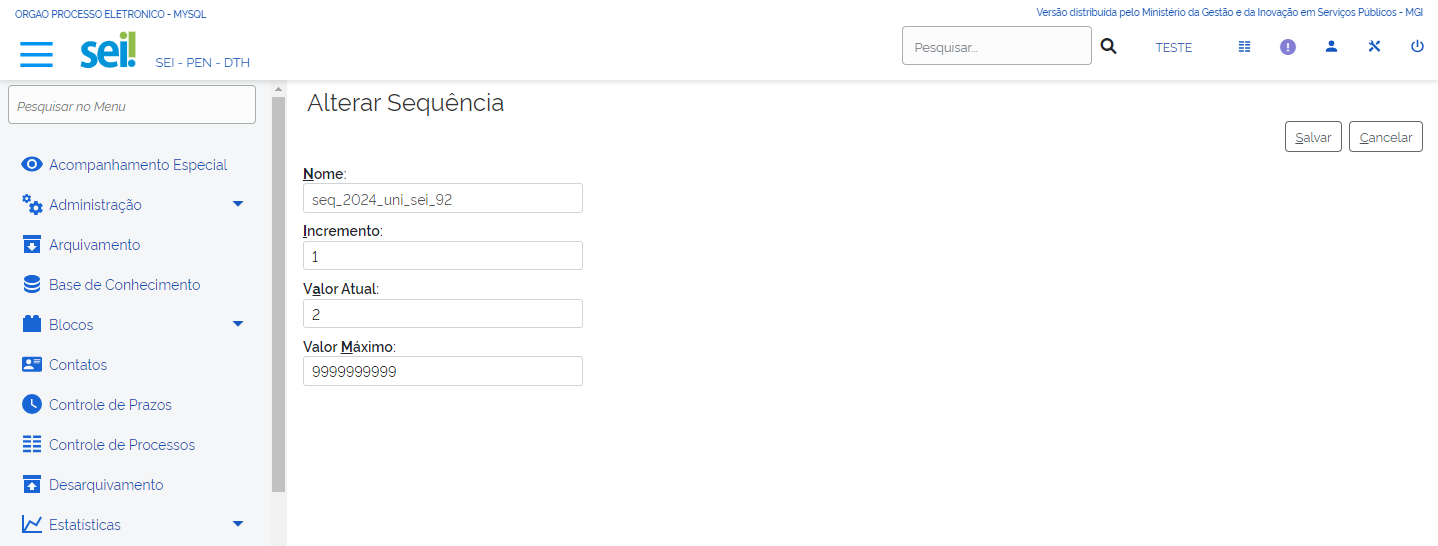 ORGAO PROCESSO ELETRONICO - MYSQL
Versão distribuída pelo Ministério da Gestão e da Inovação em Serviços Públicos - MGI
sei!
SEI - PEN - DTH
Pesquisar...
TESTE
Pesquisar no Menu
Acompanhamento Especial
Administração
Arquivamento
Base de Conhecimento
Blocos
Contatos
Controle de Prazos
Controle de Processos
Desarquivamento
Estatísticas
Alterar Sequência
Salvar
Cancelar
Nome:
seq_2024_uni_sei_92
Incremento:
1
Valor Atual:
2
Valor Máximo:
9999999999